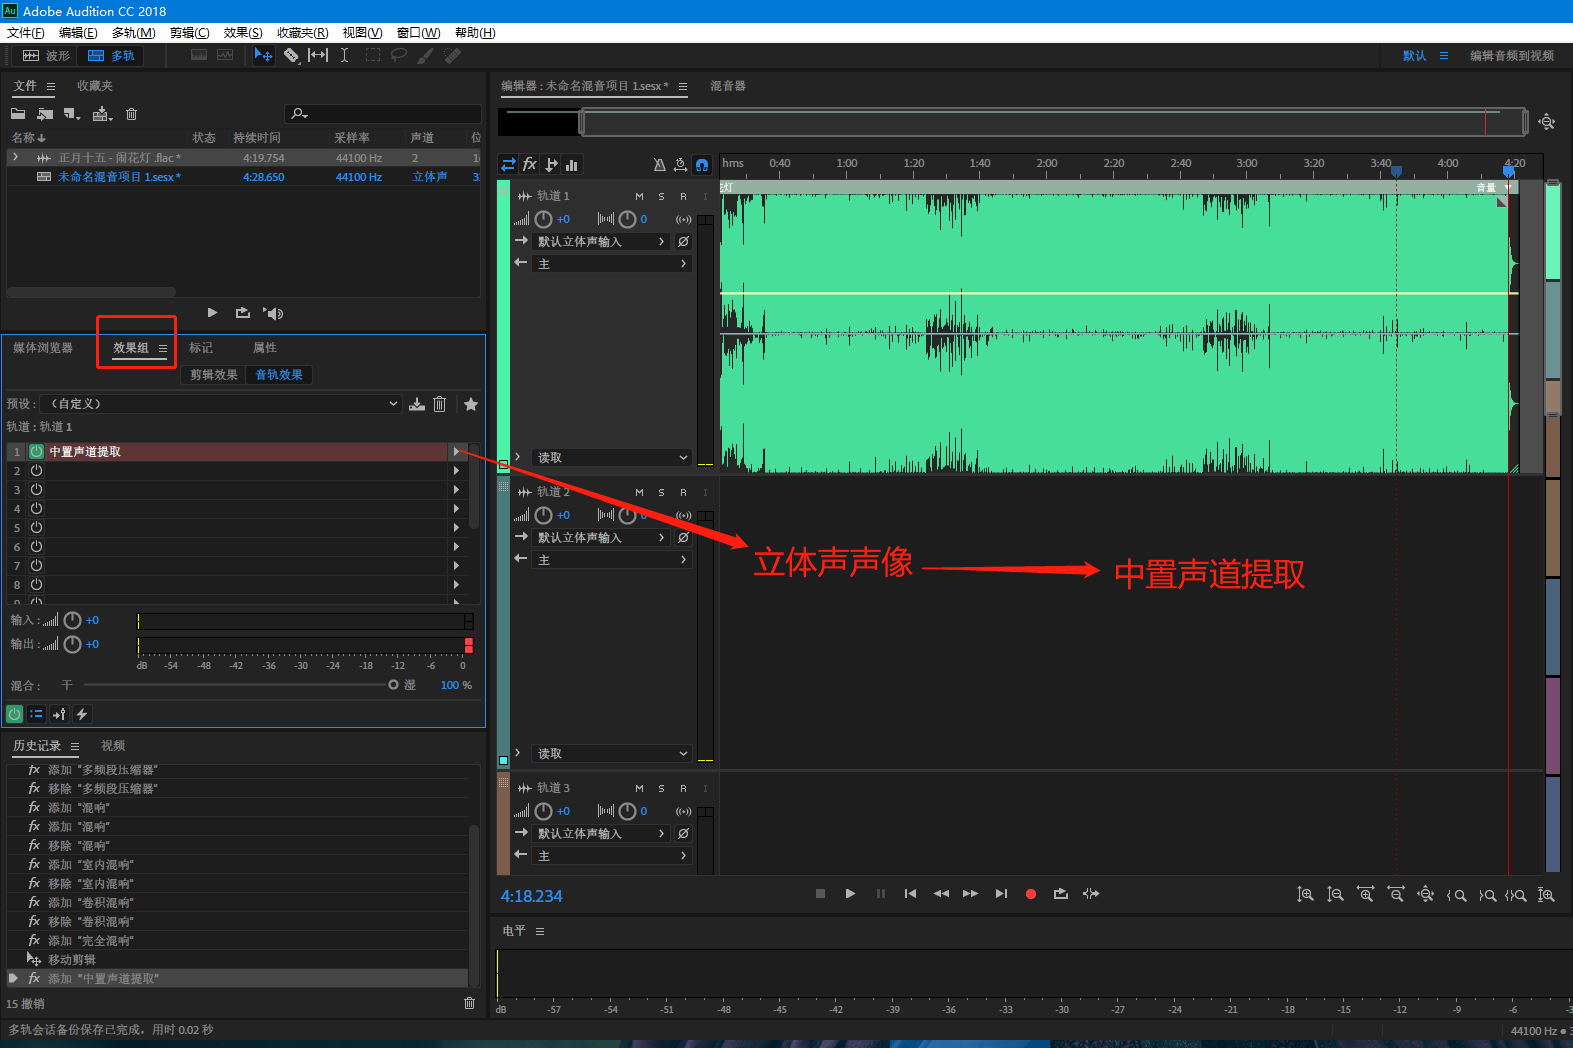 Au Adobe Audition CC 2018
文件(F) 编辑(E) 多轨(M) 剪辑(C) 效果(S) 收藏夹(R) 视图(V) 窗口(W) 帮助(H)
波形 多轨 默认 编辑音频到视频
文件 收藏夹
名称 状态 持续时间 采样率 声道 位
正月十五 - 闹花灯 .flac * 4:19.754 44100 Hz 2 1
未命名混音项目 1.sesx * 4:28.650 44100 Hz 立体声 3
媒体浏览器 效果组 标记 属性
剪辑效果 音轨效果
预设: (自定义)
轨道: 轨道 1
1 中置声道提取
2
3
4
5
6
7
8
9
输入: +0
输出: +0
dB -54 -48 -42 -36 -30 -24 -18 -12 -6 0
混合: 干 湿 100 %
历史记录 视频
fx 添加 "多频段压缩器"
fx 移除 "多频段压缩器"
fx 添加 "混响"
fx 添加 "混响"
fx 移除 "混响"
fx 添加 "室内混响"
fx 移除 "室内混响"
fx 添加 "卷积混响"
fx 移除 "卷积混响"
fx 添加 "完全混响"
移动剪辑
fx 添加 "中置声道提取"
15 撤销
多轨会话备份保存已完成，用时 0.02 秒
编辑器: 未命名混音项目 1.sesx * 混音器
fx hms 0:40 1:00 1:20 1:40 2:00 2:20 2:40 3:00 3:20 3:40 4:00 4:20
花灯 音量
轨道 1 M S R I
+0 0
默认立体声输入
主
读取
轨道 2 M S R I
+0 0
默认立体声输入
主
立体声声像 中置声道提取
读取
轨道 3 M S R I
+0 0
默认立体声输入
主
4:18.234
电平
dB -57 -54 -51 -48 -45 -42 -39 -36 -33 -30 -27 -24 -21 -18 -15 -12 -9 -6 -3
44100 Hz ● 3